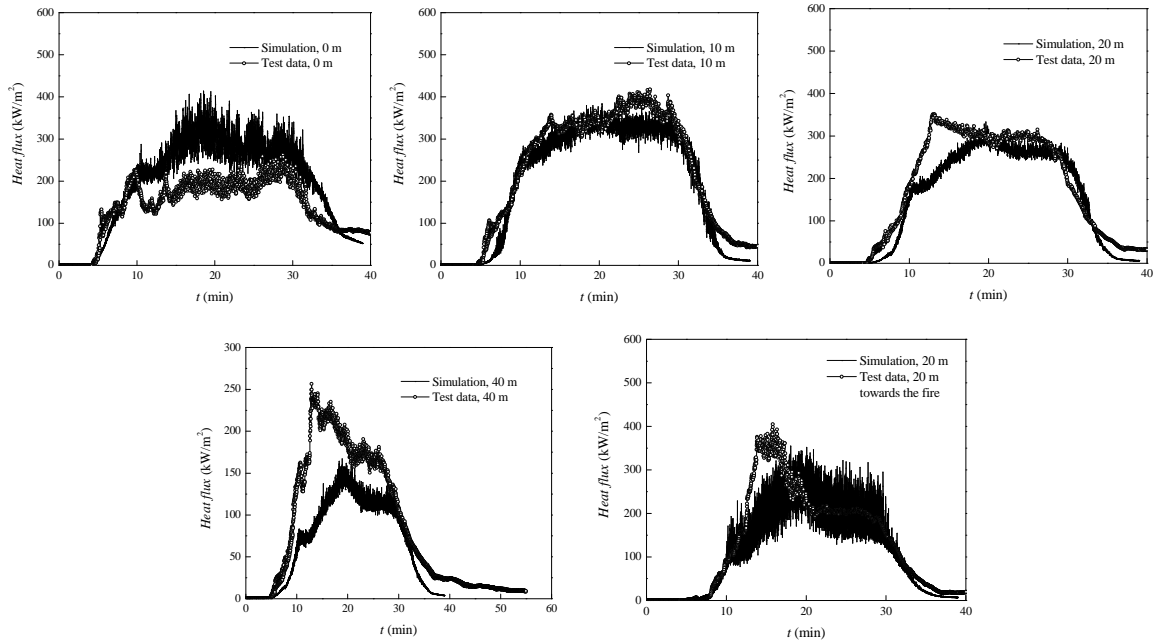 600
500
400
300
200
100
0
Heat flux (kW/m²)
Simulation, 0 m
Test data, 0 m
0 10 20 30 40
t (min)
600
500
400
300
200
100
0
Heat flux (kW/m²)
Simulation, 10 m
Test data, 10 m
0 10 20 30 40
t (min)
600
500
400
300
200
100
0
Heat flux (kW/m²)
Simulation, 20 m
Test data, 20 m
0 10 20 30 40
t (min)
300
250
200
150
100
50
0
Heat flux (kW/m²)
Simulation, 40 m
Test data, 40 m
0 10 20 30 40 50 60
t (min)
600
500
400
300
200
100
0
Heat flux (kW/m²)
Simulation, 20 m
Test data, 20 m
towards the fire
0 10 20 30 40
t (min)